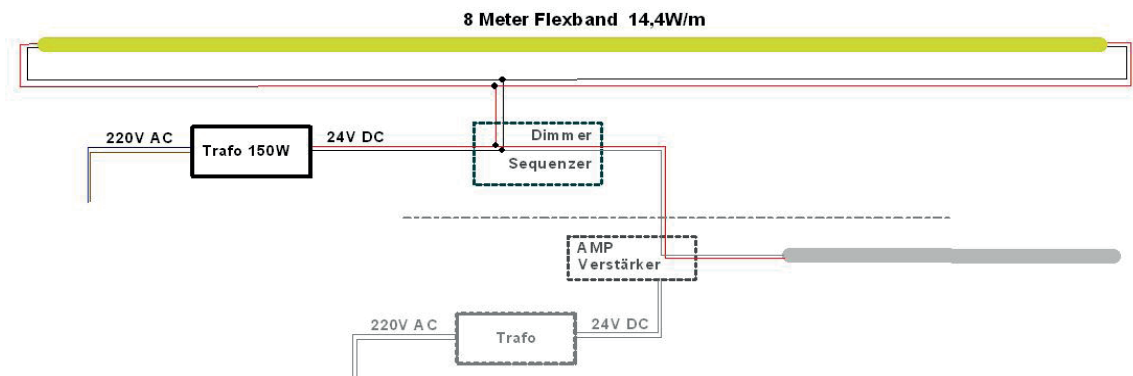 8 Meter Flexband 14,4W/m
220V AC
Trafo 150W
24V DC
Dimmer
Sequenzer
AMP
Verstärker
220V AC
Trafo
24V DC